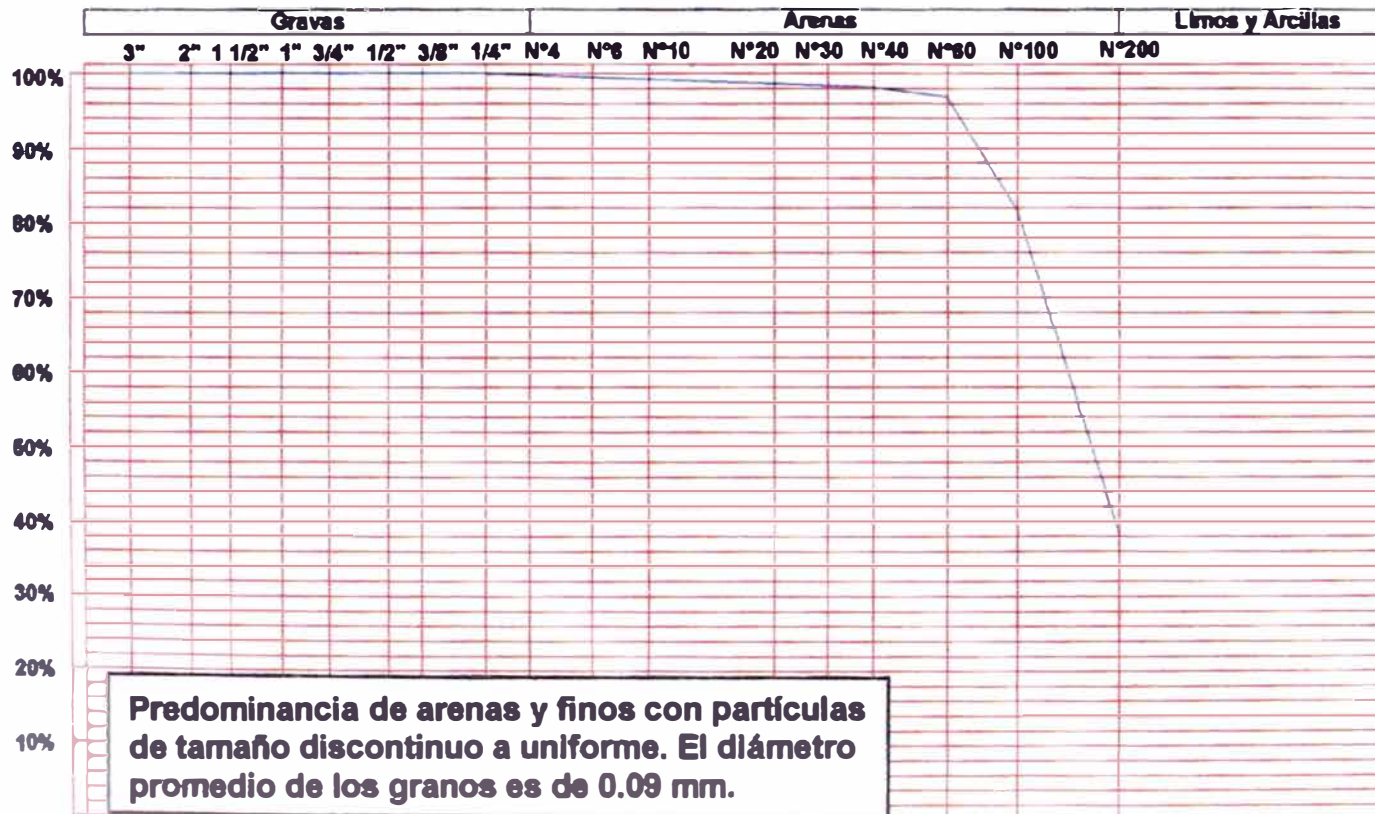 Gravas Arenas Limos y Arcillas
3" 2" 1 1/2" 1" 3/4" 1/2" 3/8" 1/4" N°4 N°6 N°10 N°20 N°30 N°40 N°60 N°100 N°200
100%
90%
80%
70%
60%
50%
40%
30%
20%
10%
Predominancia de arenas y finos con partículas
de tamaño discontinuo a uniforme. El diámetro
promedio de los granos es de 0.09 mm.